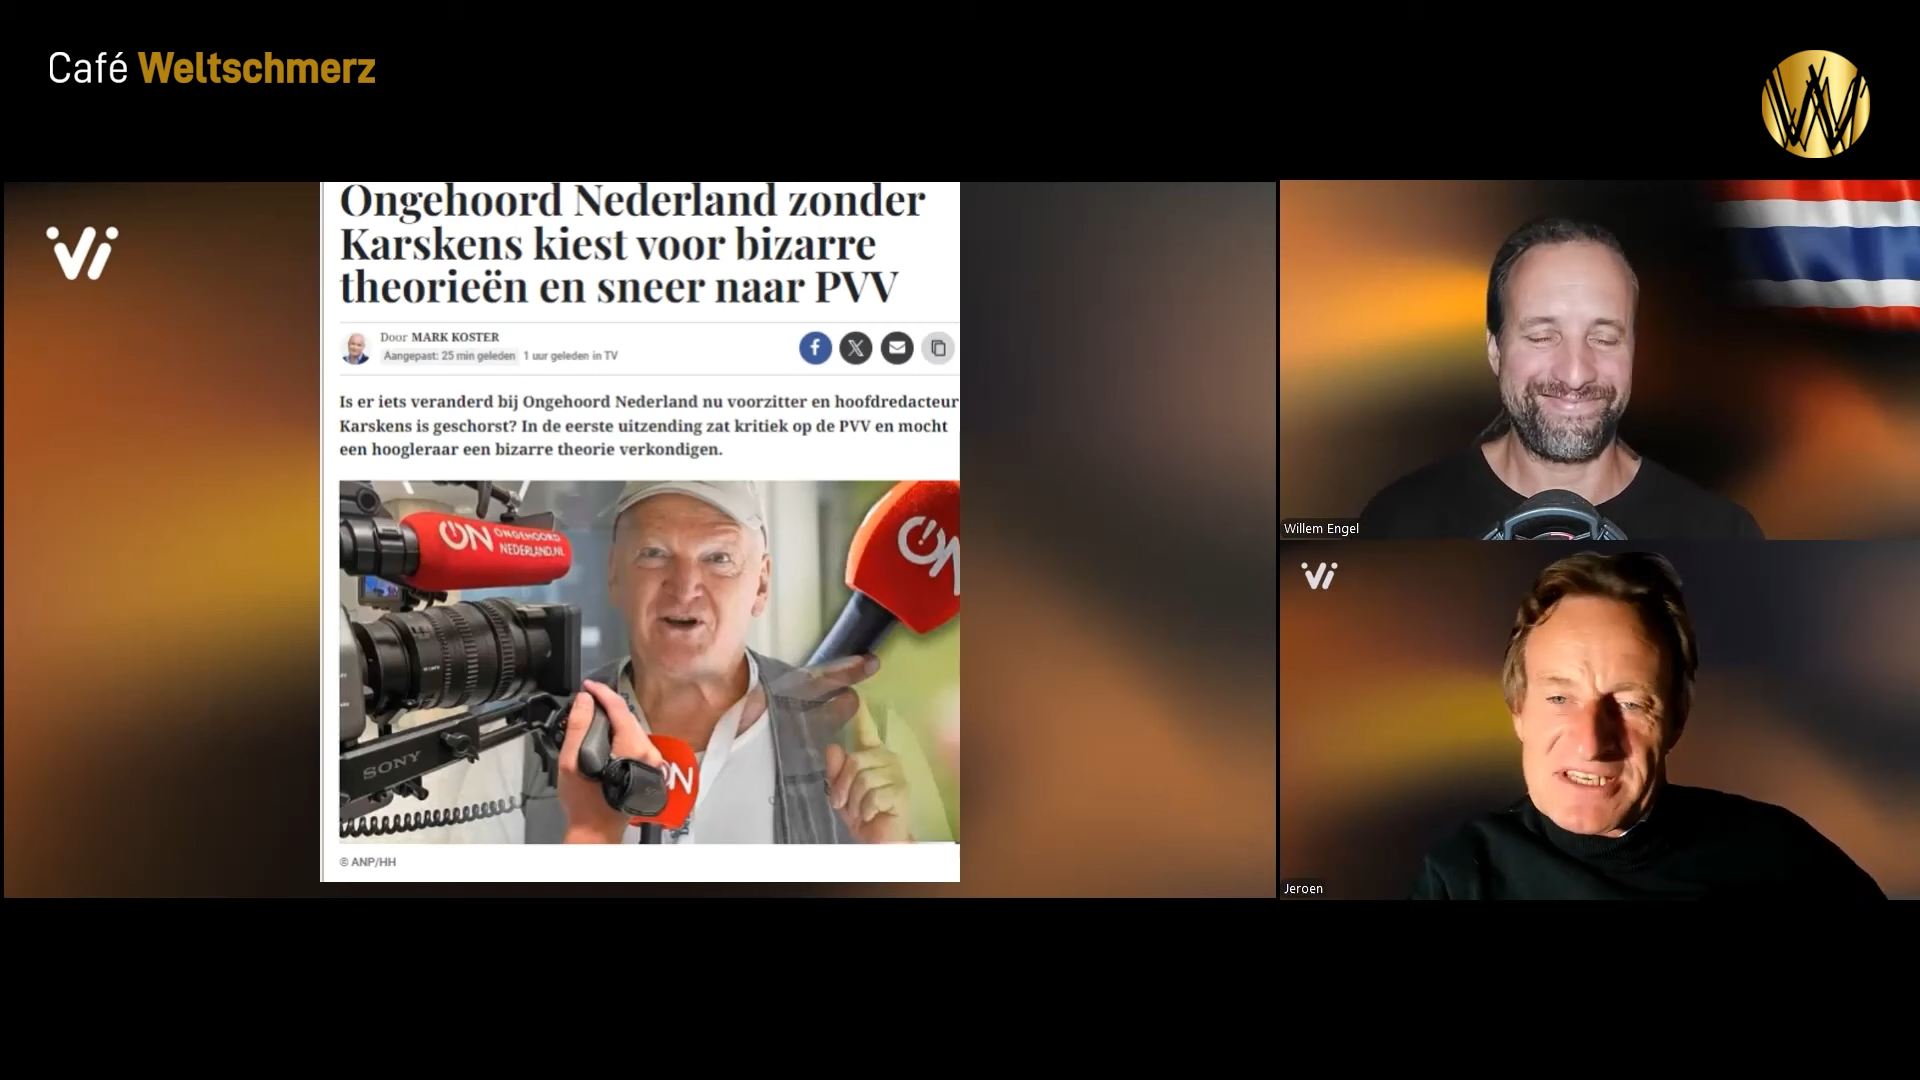 Café Weltschmerz
Ongehoord Nederland zonder
Karskens kiest voor bizarre
theorieën en sneer naar PVV
Door MARK KOSTER
Aangepast: 25 min geleden 1 uur geleden in TV
Is er iets veranderd bij Ongehoord Nederland nu voorzitter en hoofdredacteur
Karskens is geschorst? In de eerste uitzending zat kritiek op de PVV en mocht
een hoogleraar een bizarre theorie verkondigen.
ON ONGEHOORD
NEDERLAND.NL
ON
SONY
ON
© ANP/HH
Willem Engel
Jeroen